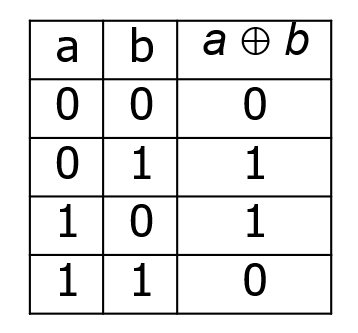 a b a ⊕ b
0 0 0
0 1 1
1 0 1
1 1 0